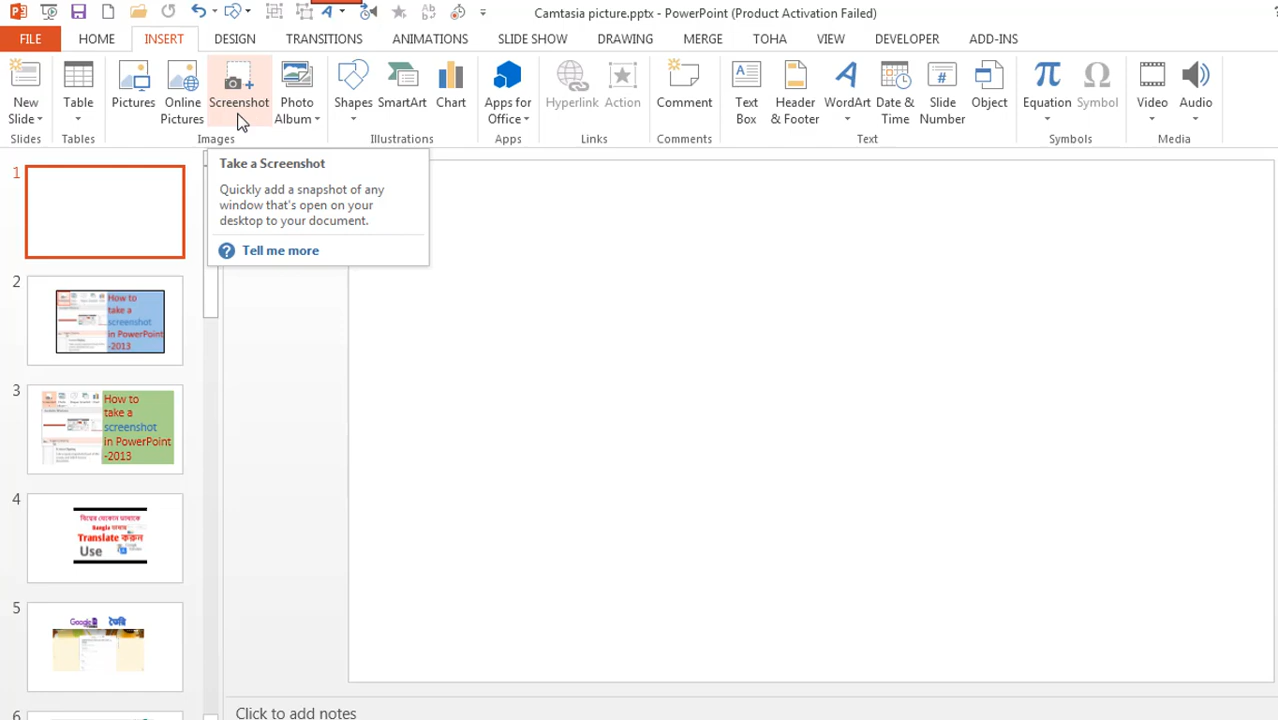 Camtasia picture.pptx - PowerPoint (Product Activation Failed)
?
FILE HOME INSERT DESIGN TRANSITIONS ANIMATIONS SLIDE SHOW DRAWING MERGE TOHA VIEW DEVELOPER ADD-INS
New Slide
Table
Pictures
Online Pictures
Screenshot
Photo Album
Shapes
SmartArt
Chart
Apps for Office
Hyperlink
Action
Comment
Text Box
Header & Footer
WordArt
Date & Time
Slide Number
Object
Equation
Symbol
Video
Audio
Slides Tables Images Illustrations Apps Links Comments Text Symbols Media
Take a Screenshot
Quickly add a snapshot of any
window that's open on your
desktop to your document.
Tell me more
1
2
How to
take a
screenshot
in PowerPoint
-2013
3
How to
take a
screenshot
in PowerPoint
-2013
4
Bangla
Translate করুন
Use
5
Google
তৈরি
6
Click to add notes